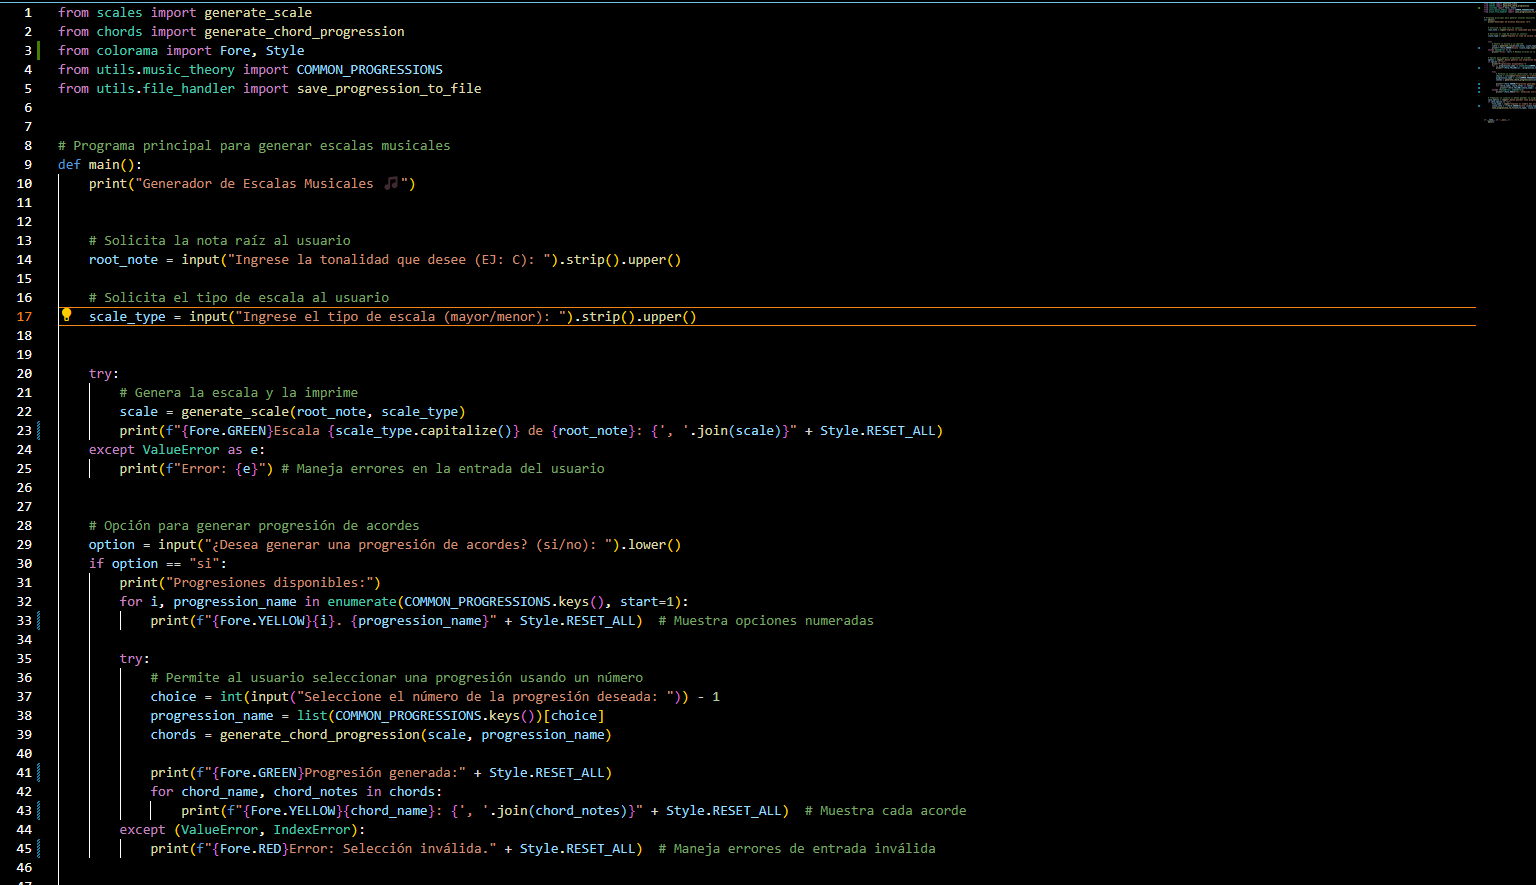 1 from scales import generate_scale
2 from chords import generate_chord_progression
3 from colorama import Fore, Style
4 from utils.music_theory import COMMON_PROGRESSIONS
5 from utils.file_handler import save_progression_to_file
6
7
8 # Programa principal para generar escalas musicales
9 def main():
10     print("Generador de Escalas Musicales 🎵")
11
12
13     # Solicita la nota raíz al usuario
14     root_note = input("Ingrese la tonalidad que desee (EJ: C): ").strip().upper()
15
16     # Solicita el tipo de escala al usuario
17     scale_type = input("Ingrese el tipo de escala (mayor/menor): ").strip().upper()
18
19
20     try:
21         # Genera la escala y la imprime
22         scale = generate_scale(root_note, scale_type)
23         print(f"{Fore.GREEN}Escala {scale_type.capitalize()} de {root_note}: {', '.join(scale)}" + Style.RESET_ALL)
24     except ValueError as e:
25         print(f"Error: {e}") # Maneja errores en la entrada del usuario
26
27
28     # Opción para generar progresión de acordes
29     option = input("¿Desea generar una progresión de acordes? (si/no): ").lower()
30     if option == "si":
31         print("Progresiones disponibles:")
32         for i, progression_name in enumerate(COMMON_PROGRESSIONS.keys(), start=1):
33             print(f"{Fore.YELLOW}{i}. {progression_name}" + Style.RESET_ALL)  # Muestra opciones numeradas
34
35         try:
36             # Permite al usuario seleccionar una progresión usando un número
37             choice = int(input("Seleccione el número de la progresión deseada: ")) - 1
38             progression_name = list(COMMON_PROGRESSIONS.keys())[choice]
39             chords = generate_chord_progression(scale, progression_name)
40
41             print(f"{Fore.GREEN}Progresión generada:" + Style.RESET_ALL)
42             for chord_name, chord_notes in chords:
43                 print(f"{Fore.YELLOW}{chord_name}: {', '.join(chord_notes)}" + Style.RESET_ALL)  # Muestra cada acorde
44         except (ValueError, IndexError):
45             print(f"{Fore.RED}Error: Selección inválida." + Style.RESET_ALL)  # Maneja errores de entrada inválida
46
47